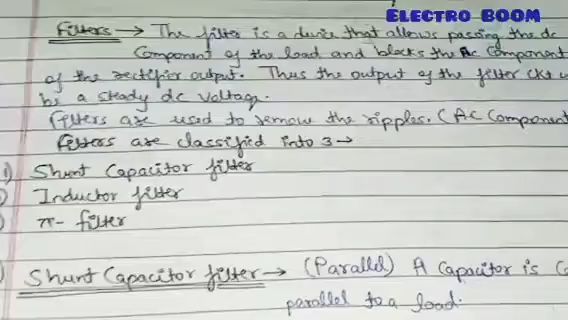 ELECTRO BOOM
Filters → The filter is a device that allows passing the dc
Component of the load and blocks the Ac Component
of the rectifier output. Thus the output of the filter ckt
be a steady dc voltage.
Filters are used to remove the ripples. (AC Component
Filters are classified into 3 →
1) Shunt Capacitor filter
) Inductor filter
) π- filter
) Shunt Capacitor filter → (Parallel) A Capacitor is
parallel to a load.